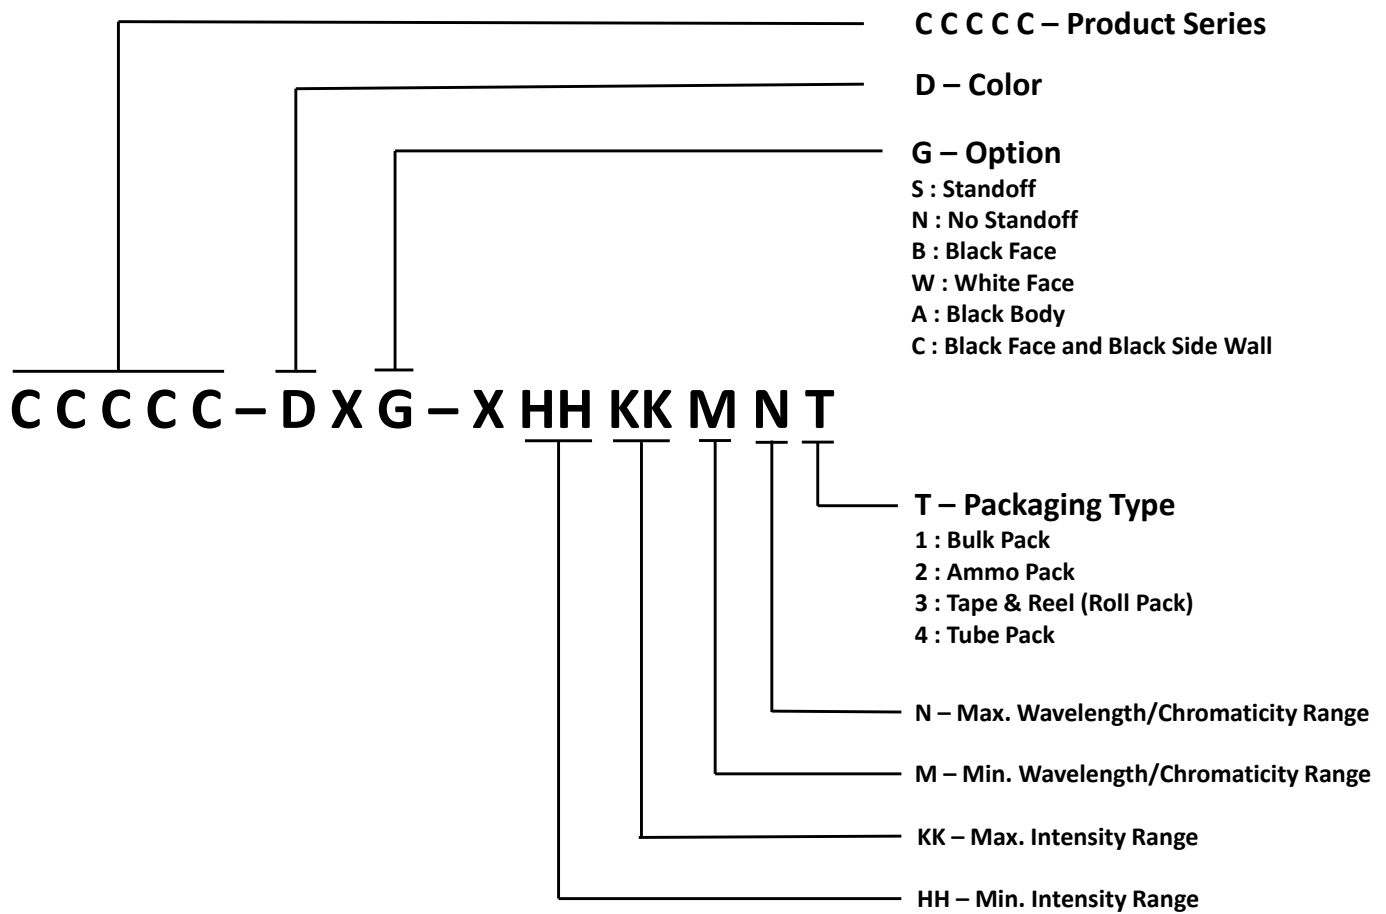 C C C C C – Product Series
D – Color
G – Option
S : Standoff
N : No Standoff
B : Black Face
W : White Face
A : Black Body
C : Black Face and Black Side Wall
C C C C C – D X G – X HH KK M N T
T – Packaging Type
1 : Bulk Pack
2 : Ammo Pack
3 : Tape & Reel (Roll Pack)
4 : Tube Pack
N – Max. Wavelength/Chromaticity Range
M – Min. Wavelength/Chromaticity Range
KK – Max. Intensity Range
HH – Min. Intensity Range